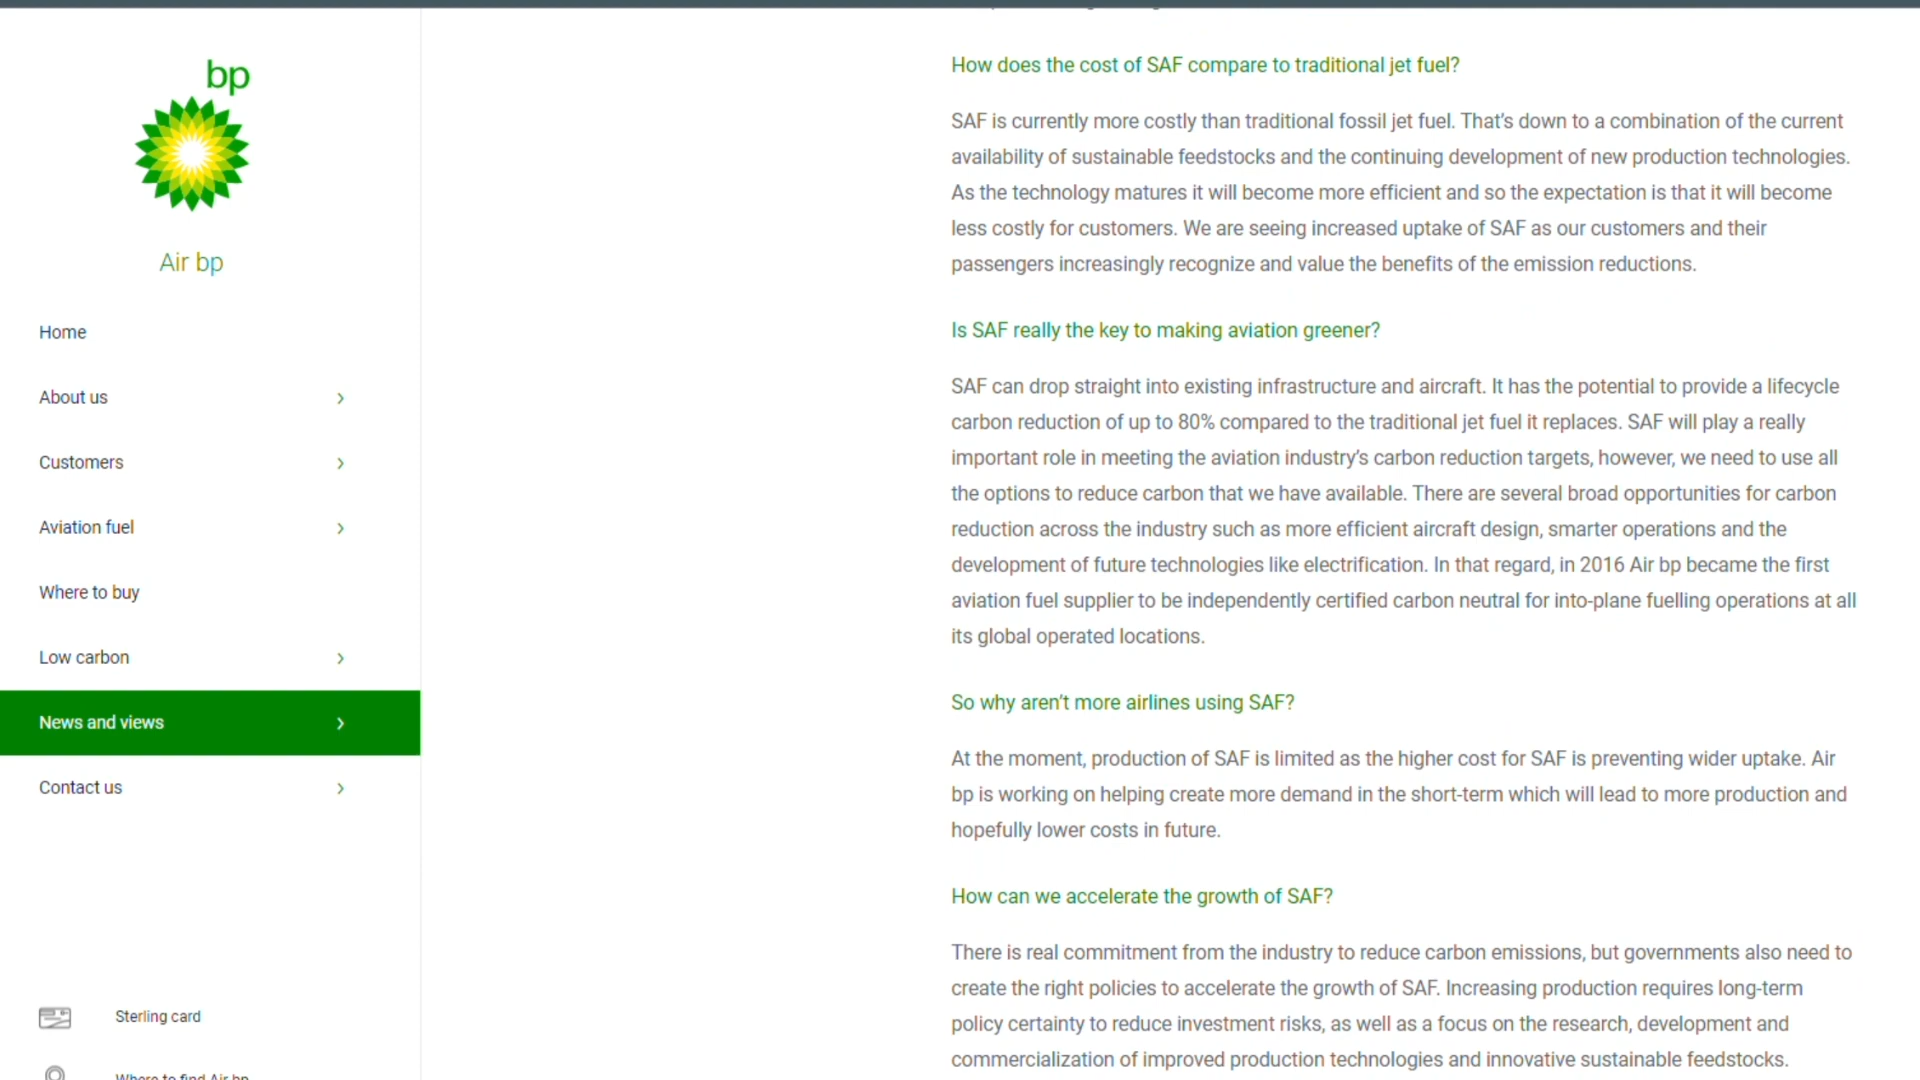 bp
Air bp
Home
About us
Customers
Aviation fuel
Where to buy
Low carbon
News and views
Contact us
Sterling card
Where to find Air bp
How does the cost of SAF compare to traditional jet fuel?
SAF is currently more costly than traditional fossil jet fuel. That’s down to a combination of the current
availability of sustainable feedstocks and the continuing development of new production technologies.
As the technology matures it will become more efficient and so the expectation is that it will become
less costly for customers. We are seeing increased uptake of SAF as our customers and their
passengers increasingly recognize and value the benefits of the emission reductions.
Is SAF really the key to making aviation greener?
SAF can drop straight into existing infrastructure and aircraft. It has the potential to provide a lifecycle
carbon reduction of up to 80% compared to the traditional jet fuel it replaces. SAF will play a really
important role in meeting the aviation industry’s carbon reduction targets, however, we need to use all
the options to reduce carbon that we have available. There are several broad opportunities for carbon
reduction across the industry such as more efficient aircraft design, smarter operations and the
development of future technologies like electrification. In that regard, in 2016 Air bp became the first
aviation fuel supplier to be independently certified carbon neutral for into-plane fuelling operations at all
its global operated locations.
So why aren’t more airlines using SAF?
At the moment, production of SAF is limited as the higher cost for SAF is preventing wider uptake. Air
bp is working on helping create more demand in the short-term which will lead to more production and
hopefully lower costs in future.
How can we accelerate the growth of SAF?
There is real commitment from the industry to reduce carbon emissions, but governments also need to
create the right policies to accelerate the growth of SAF. Increasing production requires long-term
policy certainty to reduce investment risks, as well as a focus on the research, development and
commercialization of improved production technologies and innovative sustainable feedstocks.